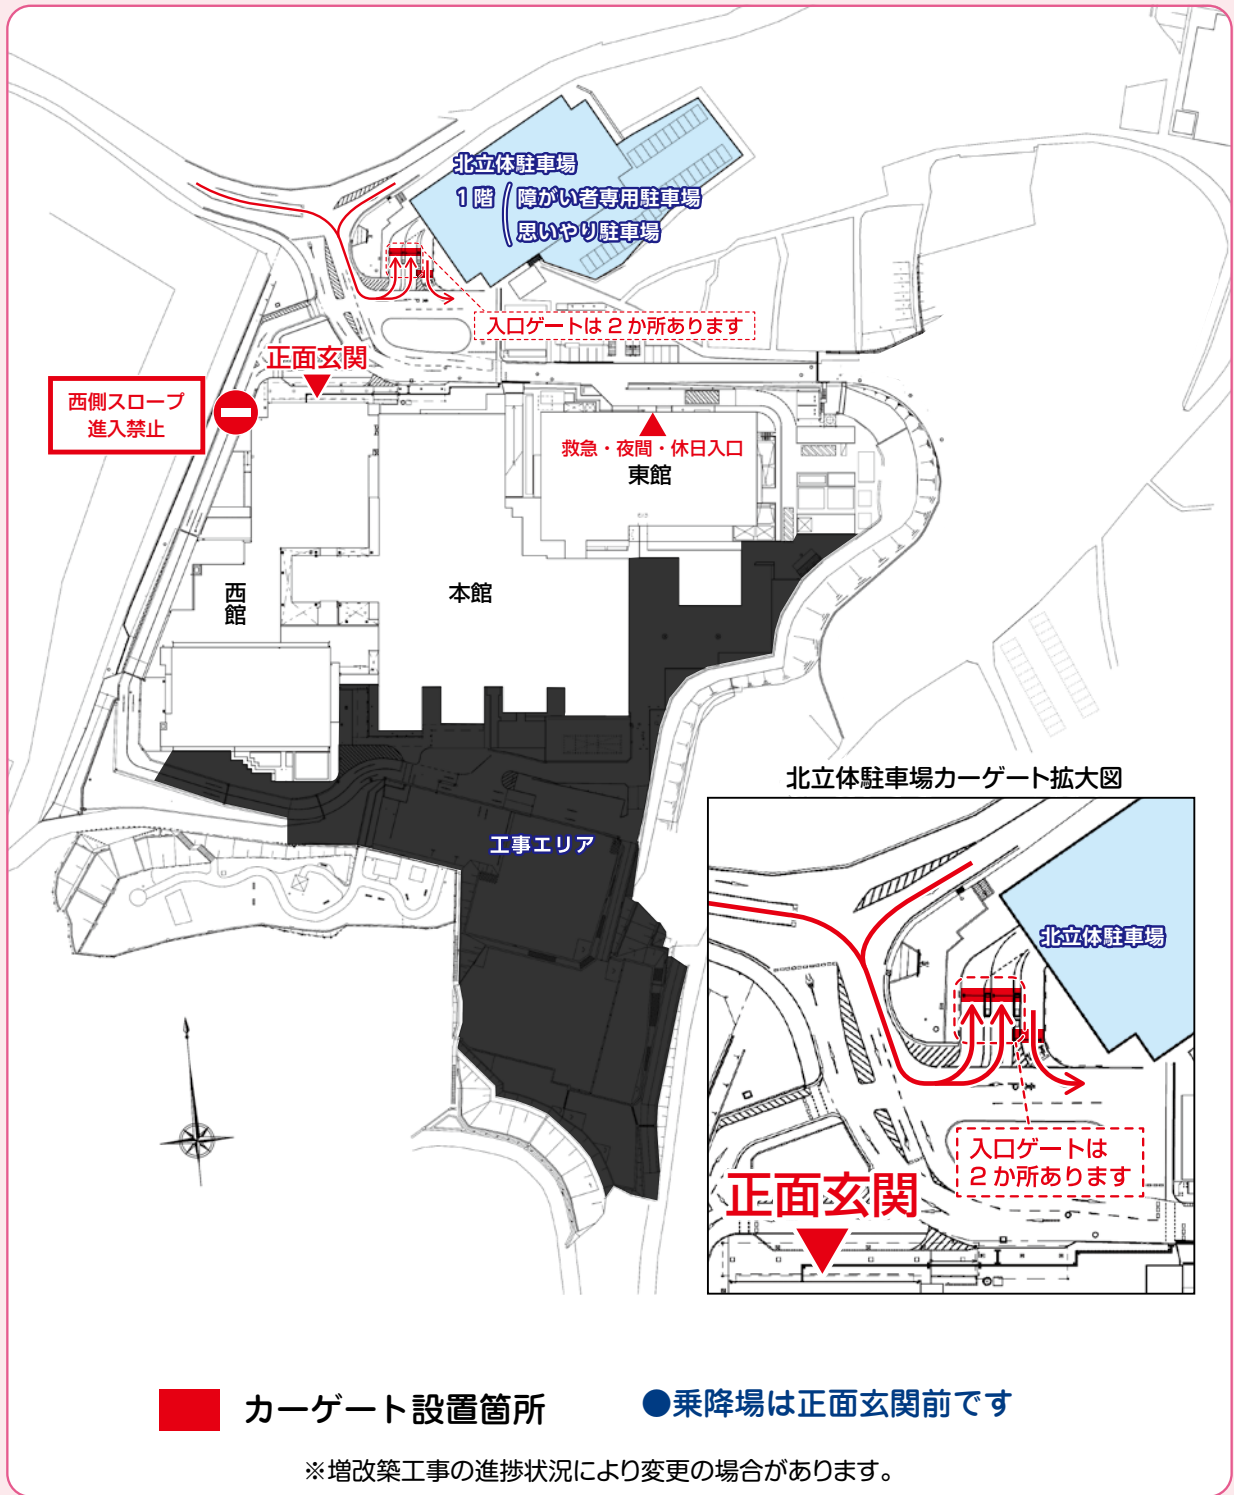 北立体駐車場
1階
障がい者専用駐車場
思いやり駐車場
入口ゲートは 2 か所あります
正面玄関
西側スロープ
進入禁止
救急・夜間・休日入口
東館
西館
本館
工事エリア
北立体駐車場カーゲート拡大図
北立体駐車場
入口ゲートは
2 か所あります
正面玄関
カーゲート設置箇所
●乗降場は正面玄関前です
※増改築工事の進捗状況により変更の場合があります。